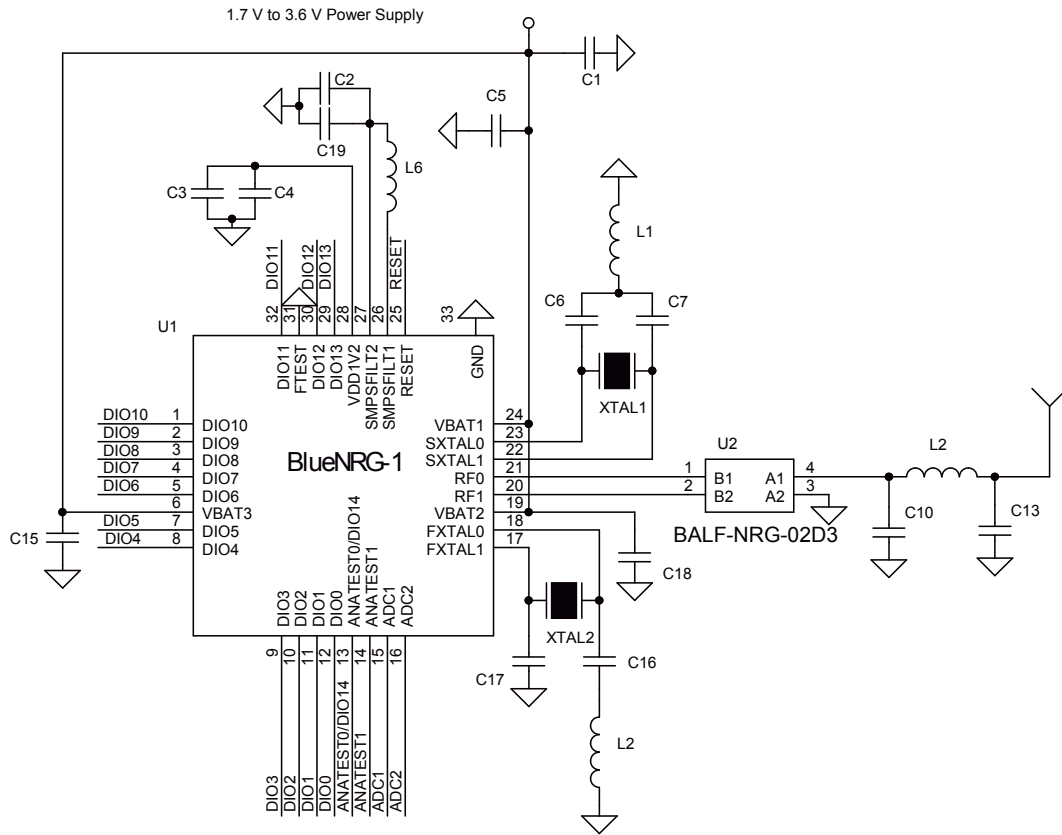 1.7 V to 3.6 V Power Supply
C1
C2
C5
C19
L6
C3
C4
L1
DIO11
DIO12
DIO13
RESET
C6
C7
32
31
30
29
28
27
26
25
33
U1
DIO11
FTEST
DIO12
DIO13
VDD1V2
SMPSFILT2
SMPSFILT1
RESET
GND
XTAL1
DIO10 1 DIO10
DIO9 2 DIO9
DIO8 3 DIO8
DIO7 4 DIO7
DIO6 5 DIO6
6 VBAT3
DIO5 7 DIO5
DIO4 8 DIO4
C15
BlueNRG-1
VBAT1 24
SXTAL0 23
SXTAL1 22
RF0 21
RF1 20
VBAT2 19
FXTAL0 18
FXTAL1 17
U2
1 B1 A1 4
2 B2 A2 3
BALF-NRG-02D3
L2
C10
C13
C18
XTAL2
C17
C16
L2
DIO3
DIO2
DIO1
DIO0
ANATEST0/DIO14
ANATEST1
ADC1
ADC2
9
10
11
12
13
14
15
16
DIO3
DIO2
DIO1
DIO0
ANATEST0/DIO14
ANATEST1
ADC1
ADC2